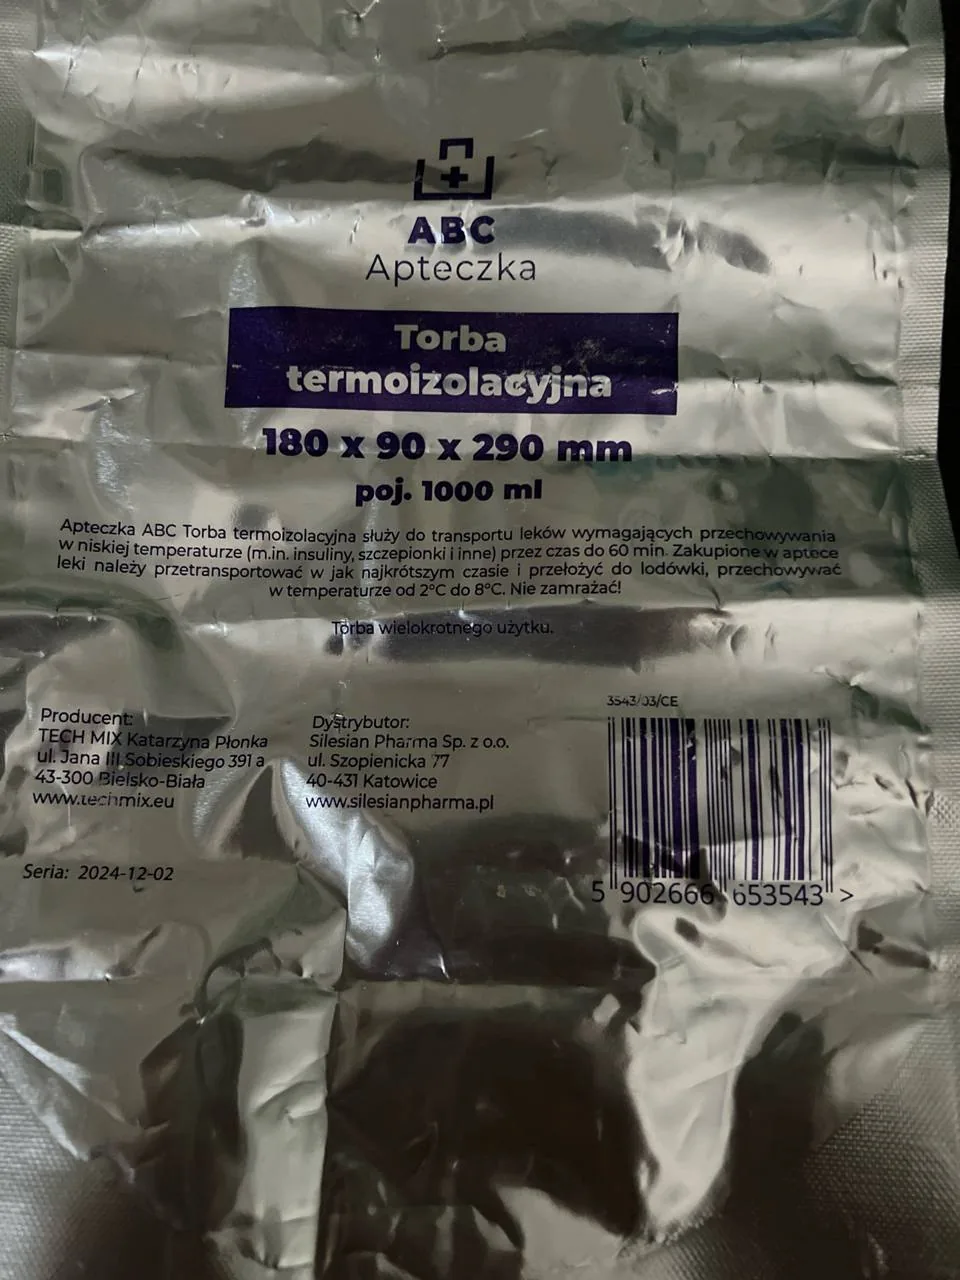 ABC
Apteczka
Torba
termoizolacyjna
180 x 90 x 290 mm
poj. 1000 ml
Apteczka ABC Torba termoizolacyjna służy do transportu leków wymagających przechowywania
w niskiej temperaturze (m.in. insuliny, szczepionki i inne) przez czas do 60 min. Zakupione w aptece
leki należy przetransportować w jak najkrótszym czasie i przełożyć do lodówki, przechowywać
w temperaturze od 2°C do 8°C. Nie zamrażać!
Torba wielokrotnego użytku.
Producent:
TECH MIX Katarzyna Płonka
ul. Jana III Sobieskiego 391 a
43-300 Bielsko-Biała
www.techmix.eu
Dystrybutor:
Silesian Pharma Sp. z o.o.
ul. Szopienicka 77
40-431 Katowice
www.silesianpharma.pl
3543/03/CE
5 902666 653543 >
Seria: 2024-12-02